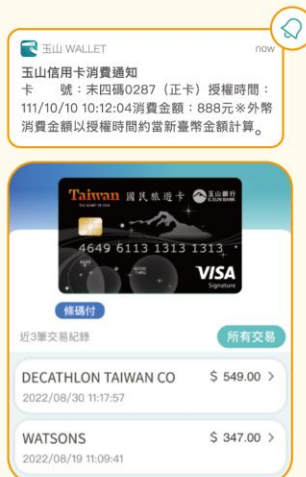 玉山 WALLET now
玉山信用卡消費通知
卡　　號：末四碼0287（正卡）授權時間：
111/10/10 10:12:04消費金額：888元※外幣
消費金額以授權時間約當新臺幣金額計算。
Taiwan 國民旅遊卡 玉山銀行
E.SUN BANK
4649 6113 1313 1313
VISA
Signature
條碼付
近3筆交易紀錄 所有交易
DECATHLON TAIWAN CO $ 549.00 >
2022/08/30 11:17:57
WATSONS $ 347.00 >
2022/08/19 11:09:41